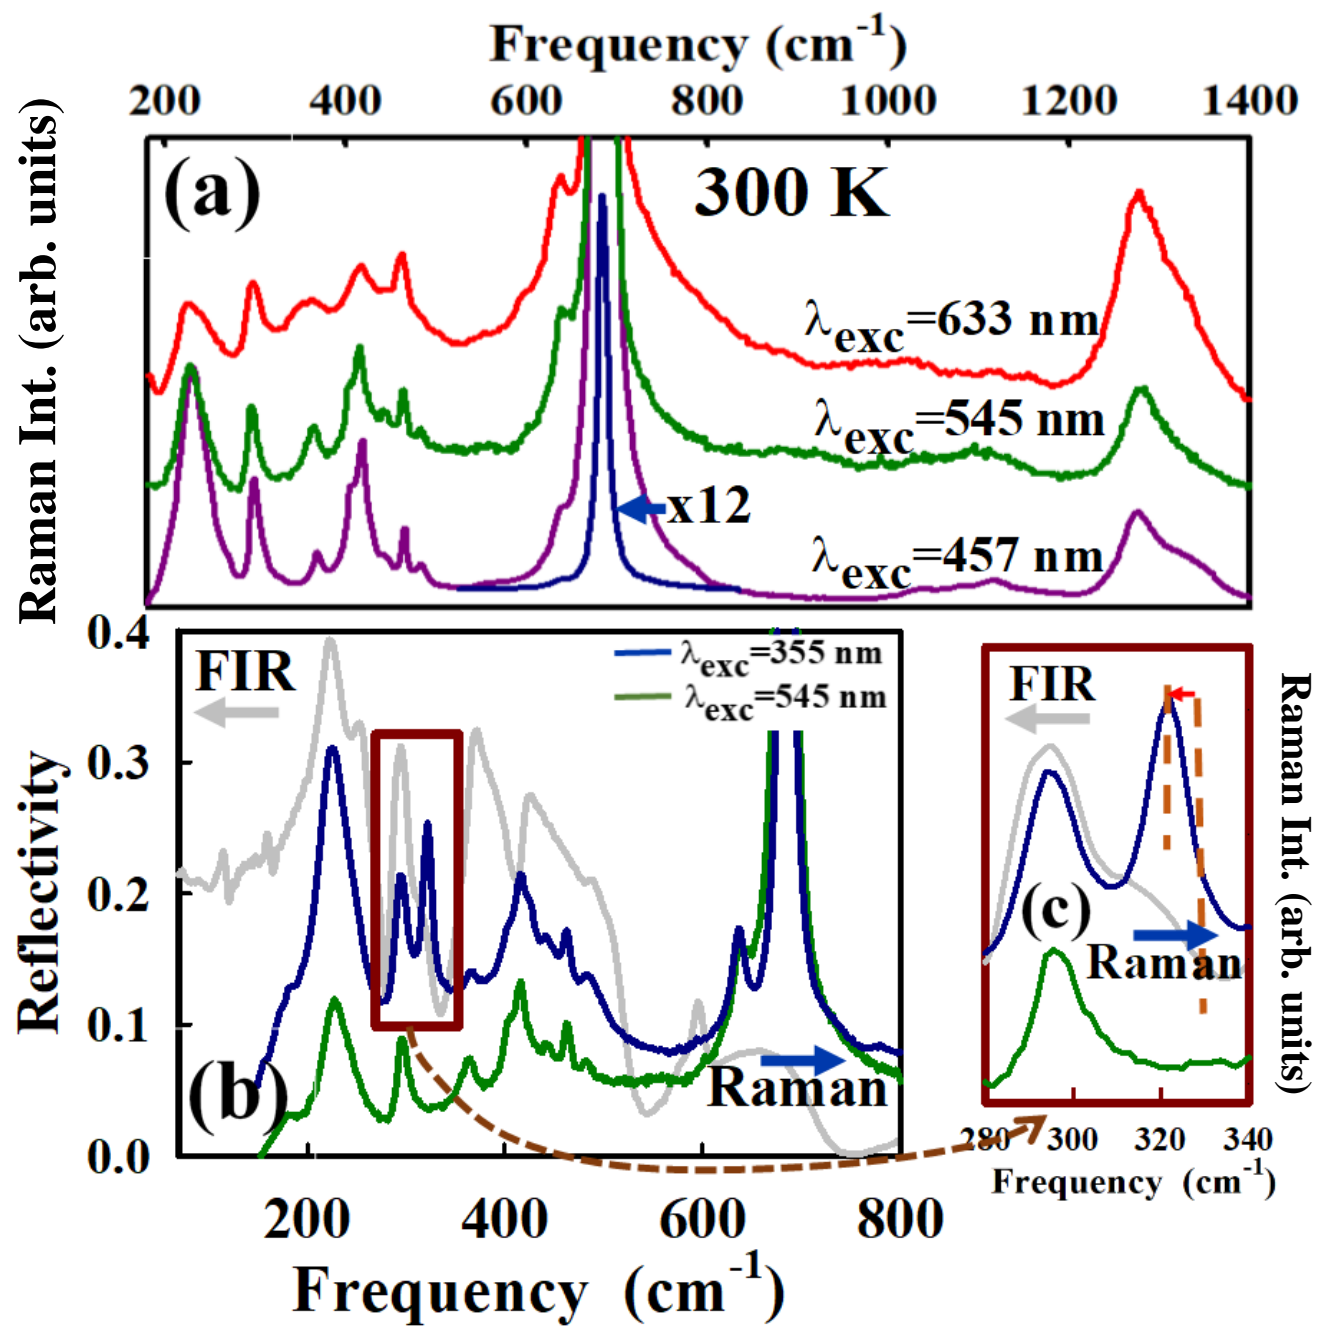 Frequency (cm-1)
200 400 600 800 1000 1200 1400
Raman Int. (arb. units)
(a)
300 K
λexc=633 nm
λexc=545 nm
x12
λexc=457 nm
0.4
0.3
0.2
0.1
0.0
Reflectivity
FIR
λexc=355 nm
λexc=545 nm
(b)
Raman
200 400 600 800
Frequency (cm-1)
FIR
(c)
Raman
Raman Int. (arb. units)
280 300 320 340
Frequency (cm-1)